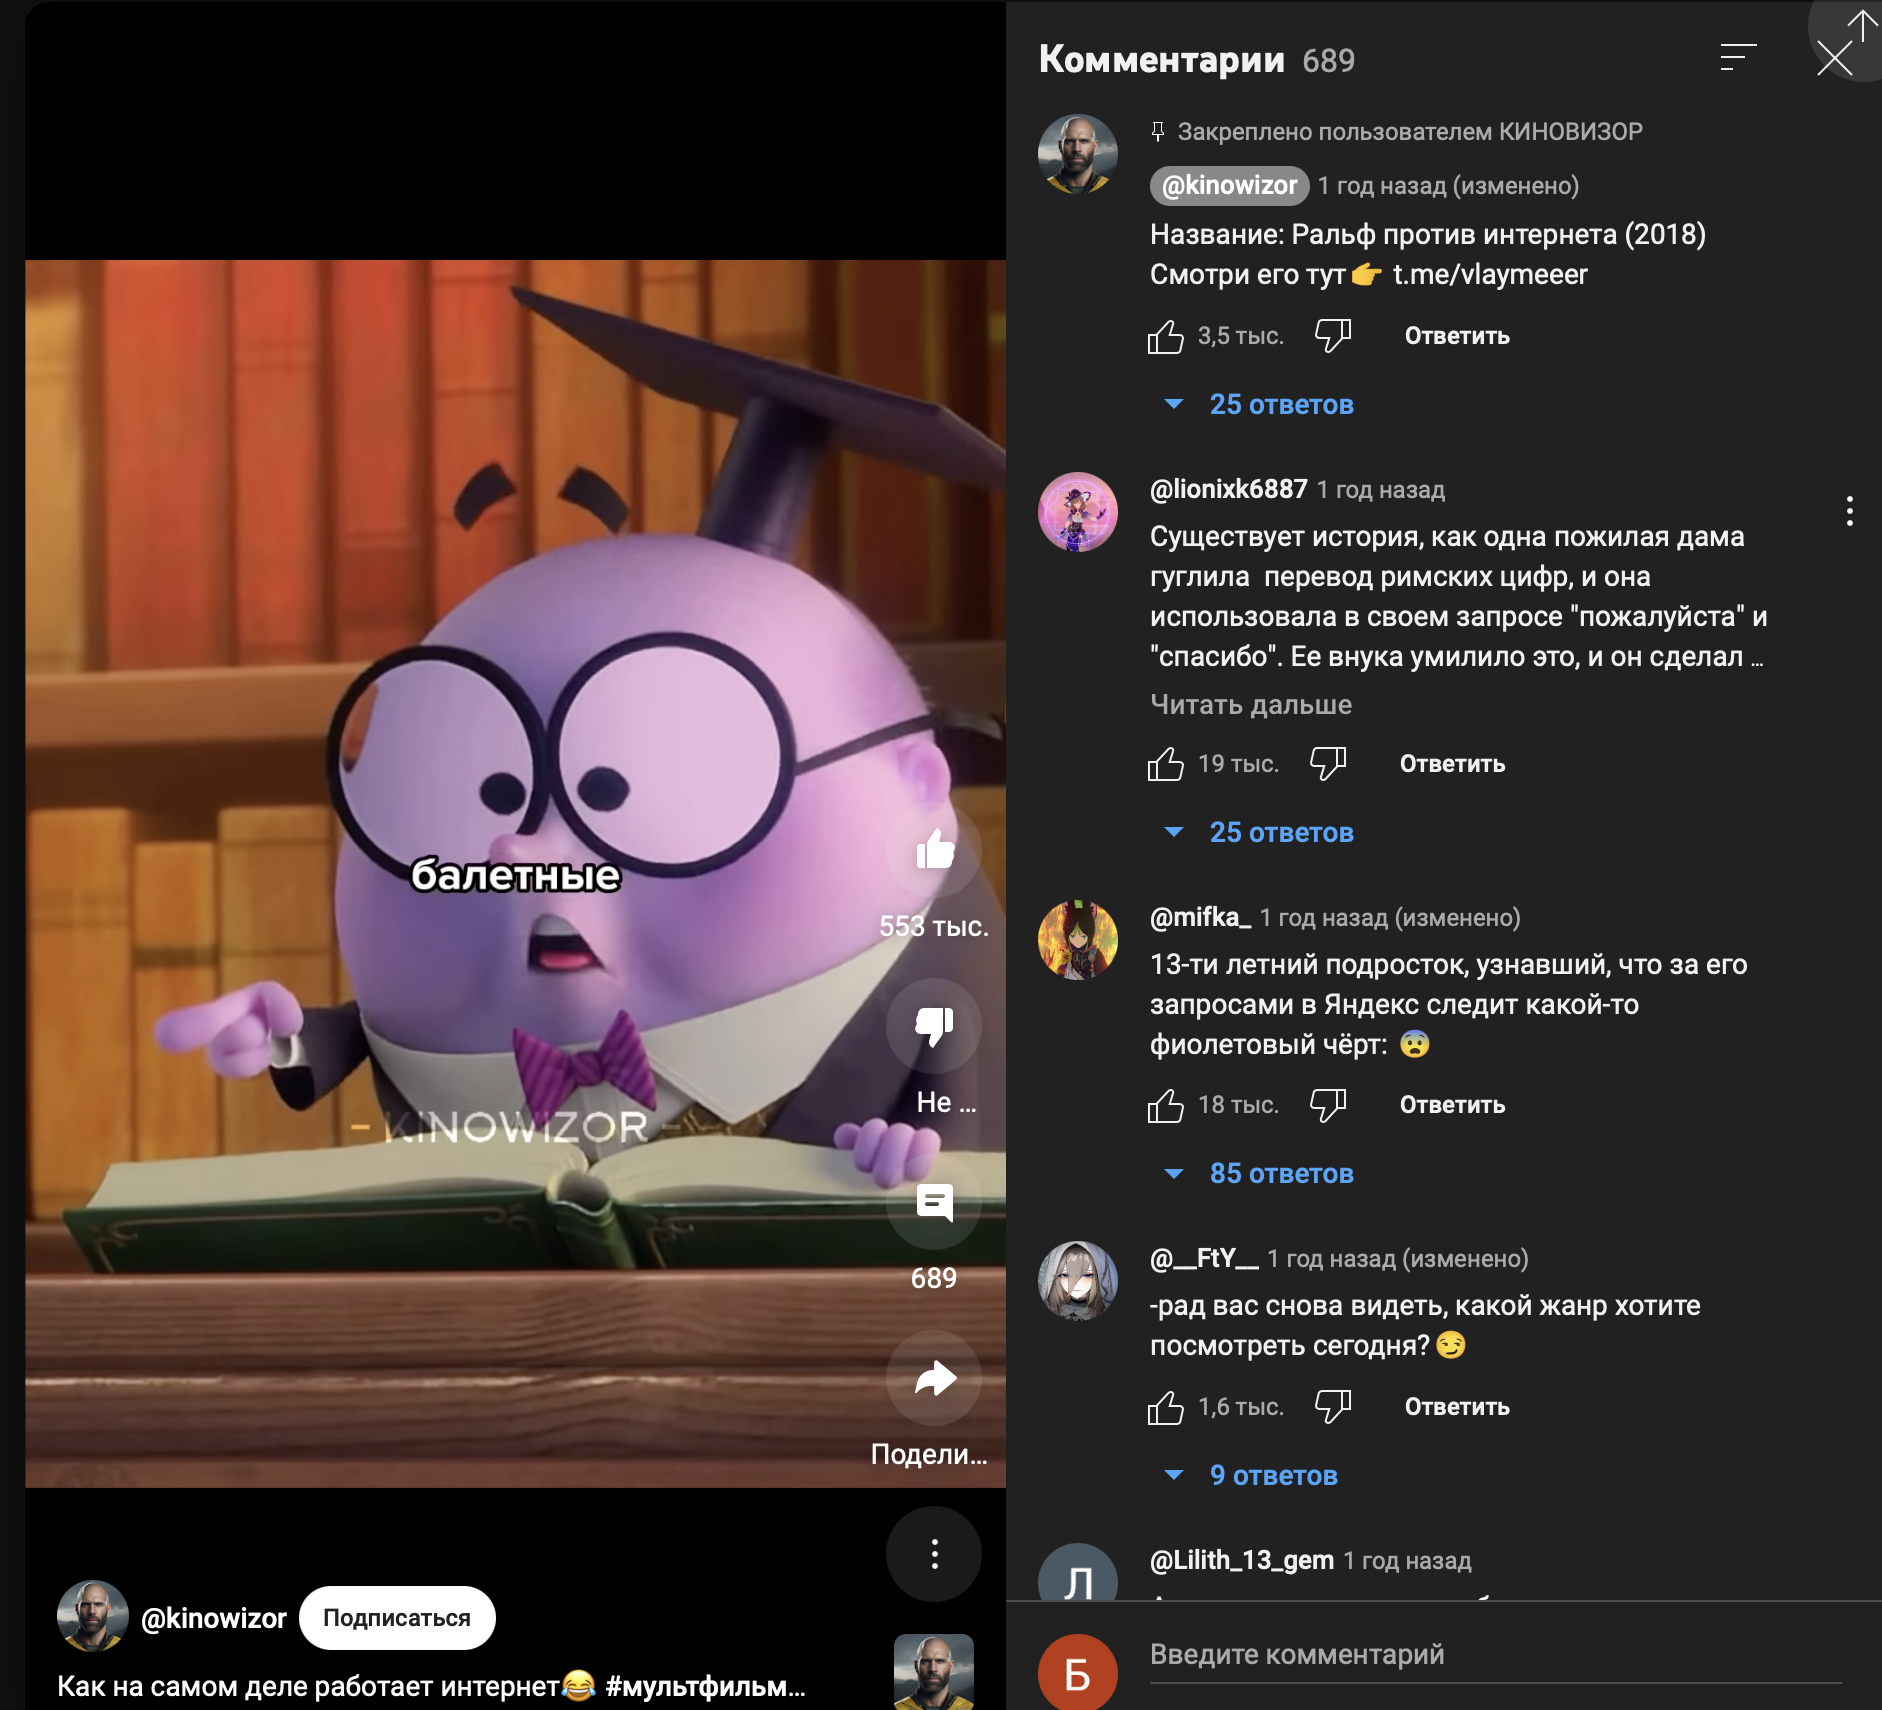 Комментарии 689
Закреплено пользователем КИНОВИЗОР
@kinowizor 1 год назад (изменено)
Название: Ральф против интернета (2018)
Смотри его тут👉 t.me/vlaymeeer
3,5 тыс.
Ответить
25 ответов
@lionixk6887 1 год назад
Существует история, как одна пожилая дама
гуглила перевод римских цифр, и она
использовала в своем запросе "пожалуйста" и
"спасибо". Ее внука умилило это, и он сделал ...
Читать дальше
19 тыс.
Ответить
25 ответов
@mifka_ 1 год назад (изменено)
13-ти летний подросток, узнавший, что за его
запросами в Яндекс следит какой-то
фиолетовый чёрт: 😨
18 тыс.
Ответить
85 ответов
@__FtY__ 1 год назад (изменено)
-рад вас снова видеть, какой жанр хотите
посмотреть сегодня?😏
1,6 тыс.
Ответить
9 ответов
Л
@Lilith_13_gem 1 год назад
Б
Введите комментарий
балетные
- KINOWIZOR -
553 тыс.
Не ...
689
Подели...
@kinowizor
Подписаться
Как на самом деле работает интернет😂 #мультфильм...